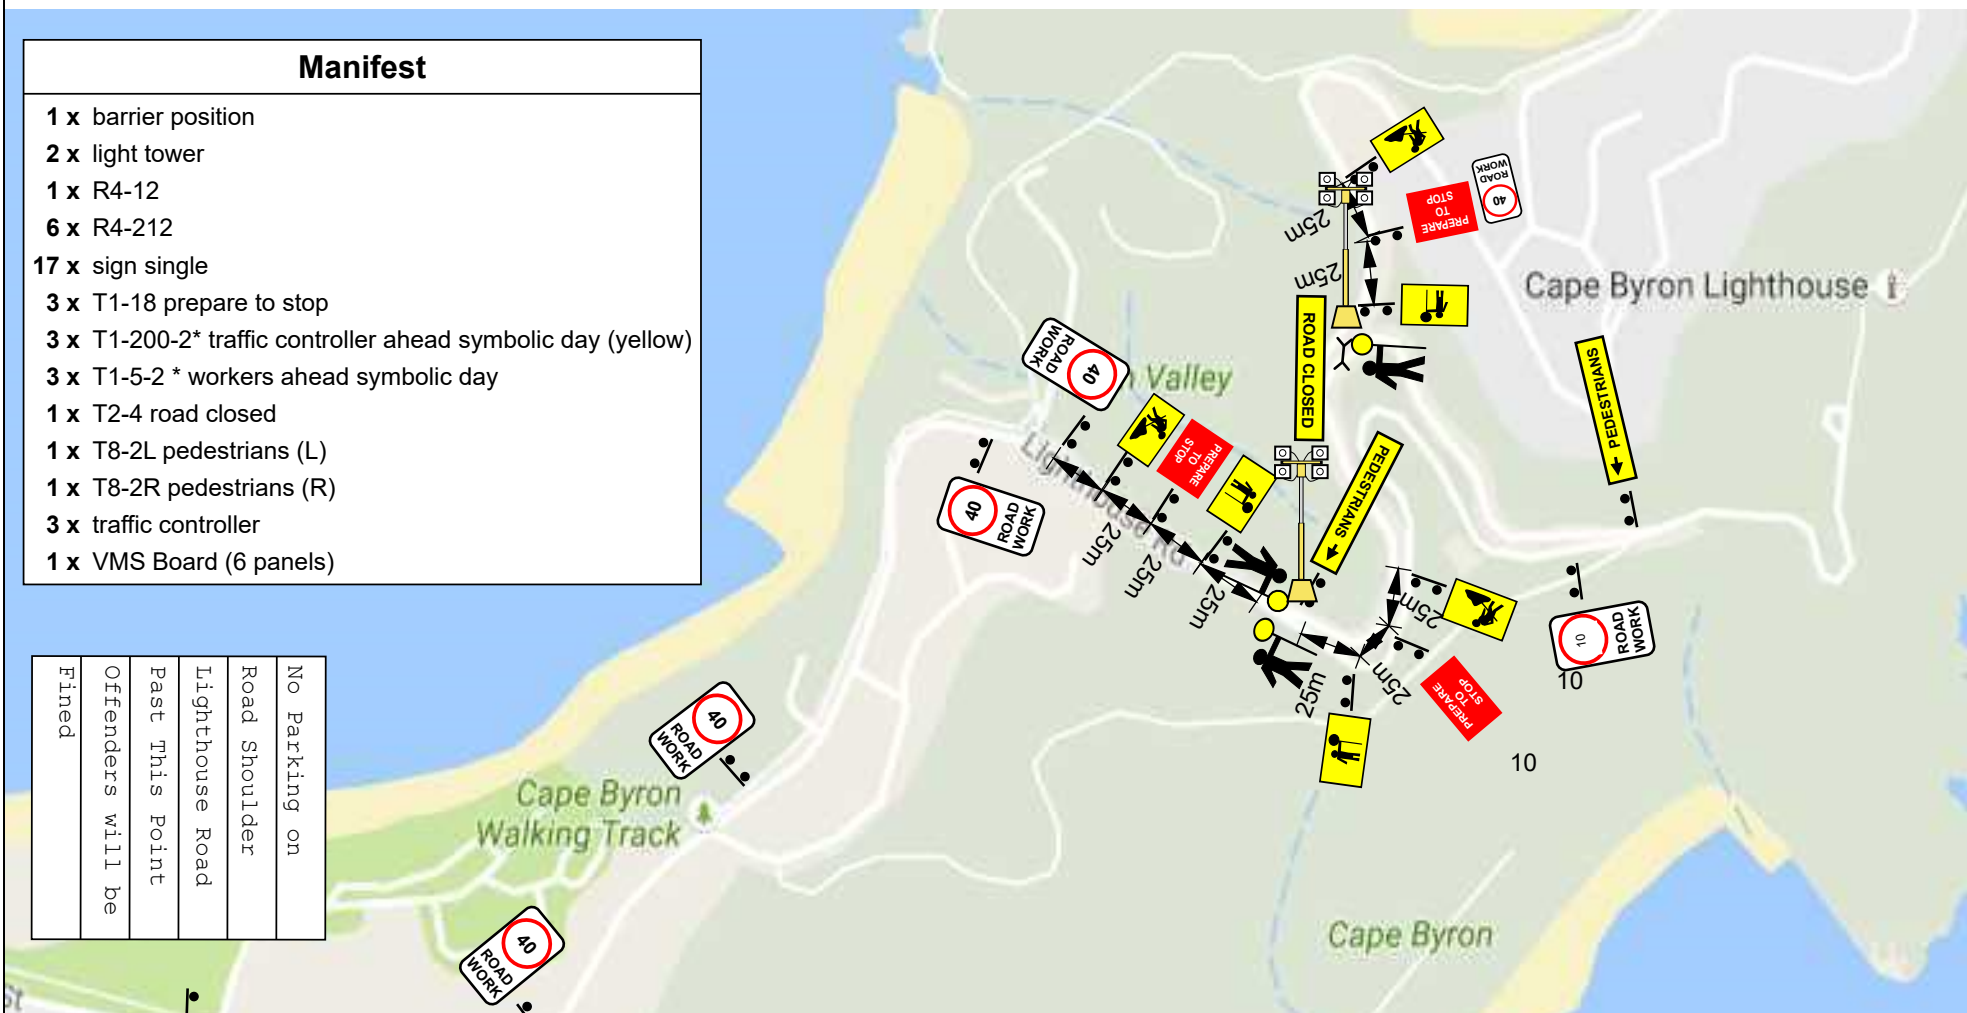 Manifest
1 x barrier position
2 x light tower
1 x R4-12
6 x R4-212
17 x sign single
3 x T1-18 prepare to stop
3 x T1-200-2* traffic controller ahead symbolic day (yellow)
3 x T1-5-2 * workers ahead symbolic day
1 x T2-4 road closed
1 x T8-2L pedestrians (L)
1 x T8-2R pedestrians (R)
3 x traffic controller
1 x VMS Board (6 panels)
No Parking on
Road Shoulder
Lighthouse Road
Past This Point
Offenders will be
Fined
ROAD
WORK
40
PREPARE
TO
STOP
25m
25m
Cape Byron Lighthouse
ROAD CLOSED
PEDESTRIANS
ROAD
WORK
40
Valley
PREPARE
TO
STOP
PEDESTRIANS
Lighthouse Rd
40
ROAD
WORK
25m
25m
25m
25m
25m
25m
PREPARE
TO
STOP
10
ROAD
WORK
10
10
40
ROAD
WORK
Cape Byron
Walking Track
40
ROAD
WORK
Cape Byron
St